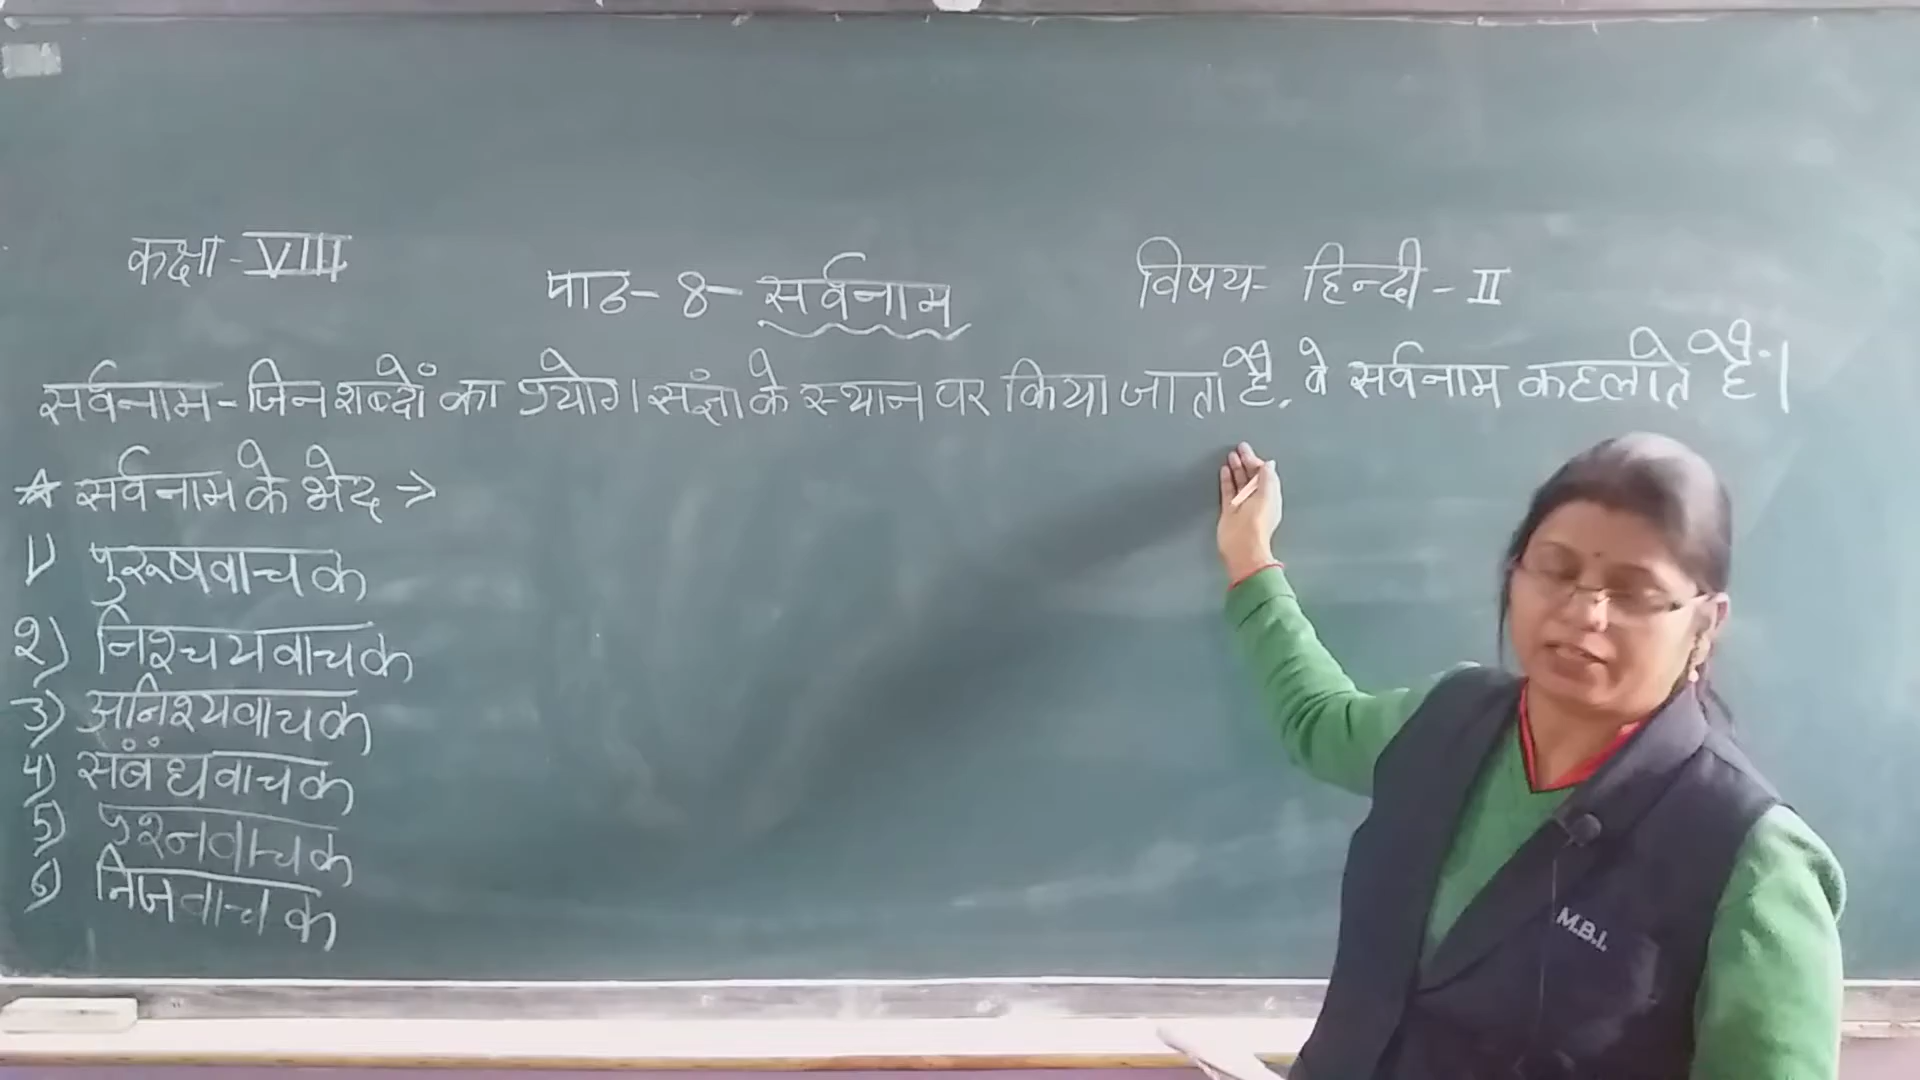 कक्षा - VIII
पाठ - 8 - सर्वनाम
विषय - हिन्दी - II
सर्वनाम - जिन शब्दों का प्रयोग संज्ञा के स्थान पर किया जाता है. वे सर्वनाम कहलाते हैं।
☆ सर्वनाम के भेद →
1) पुरूषवाचक
2) निश्चयवाचक
3) अनिश्यवाचक
4) संबंधवाचक
5) प्रश्नवाचक
6) निजवाचक
M.B.I.